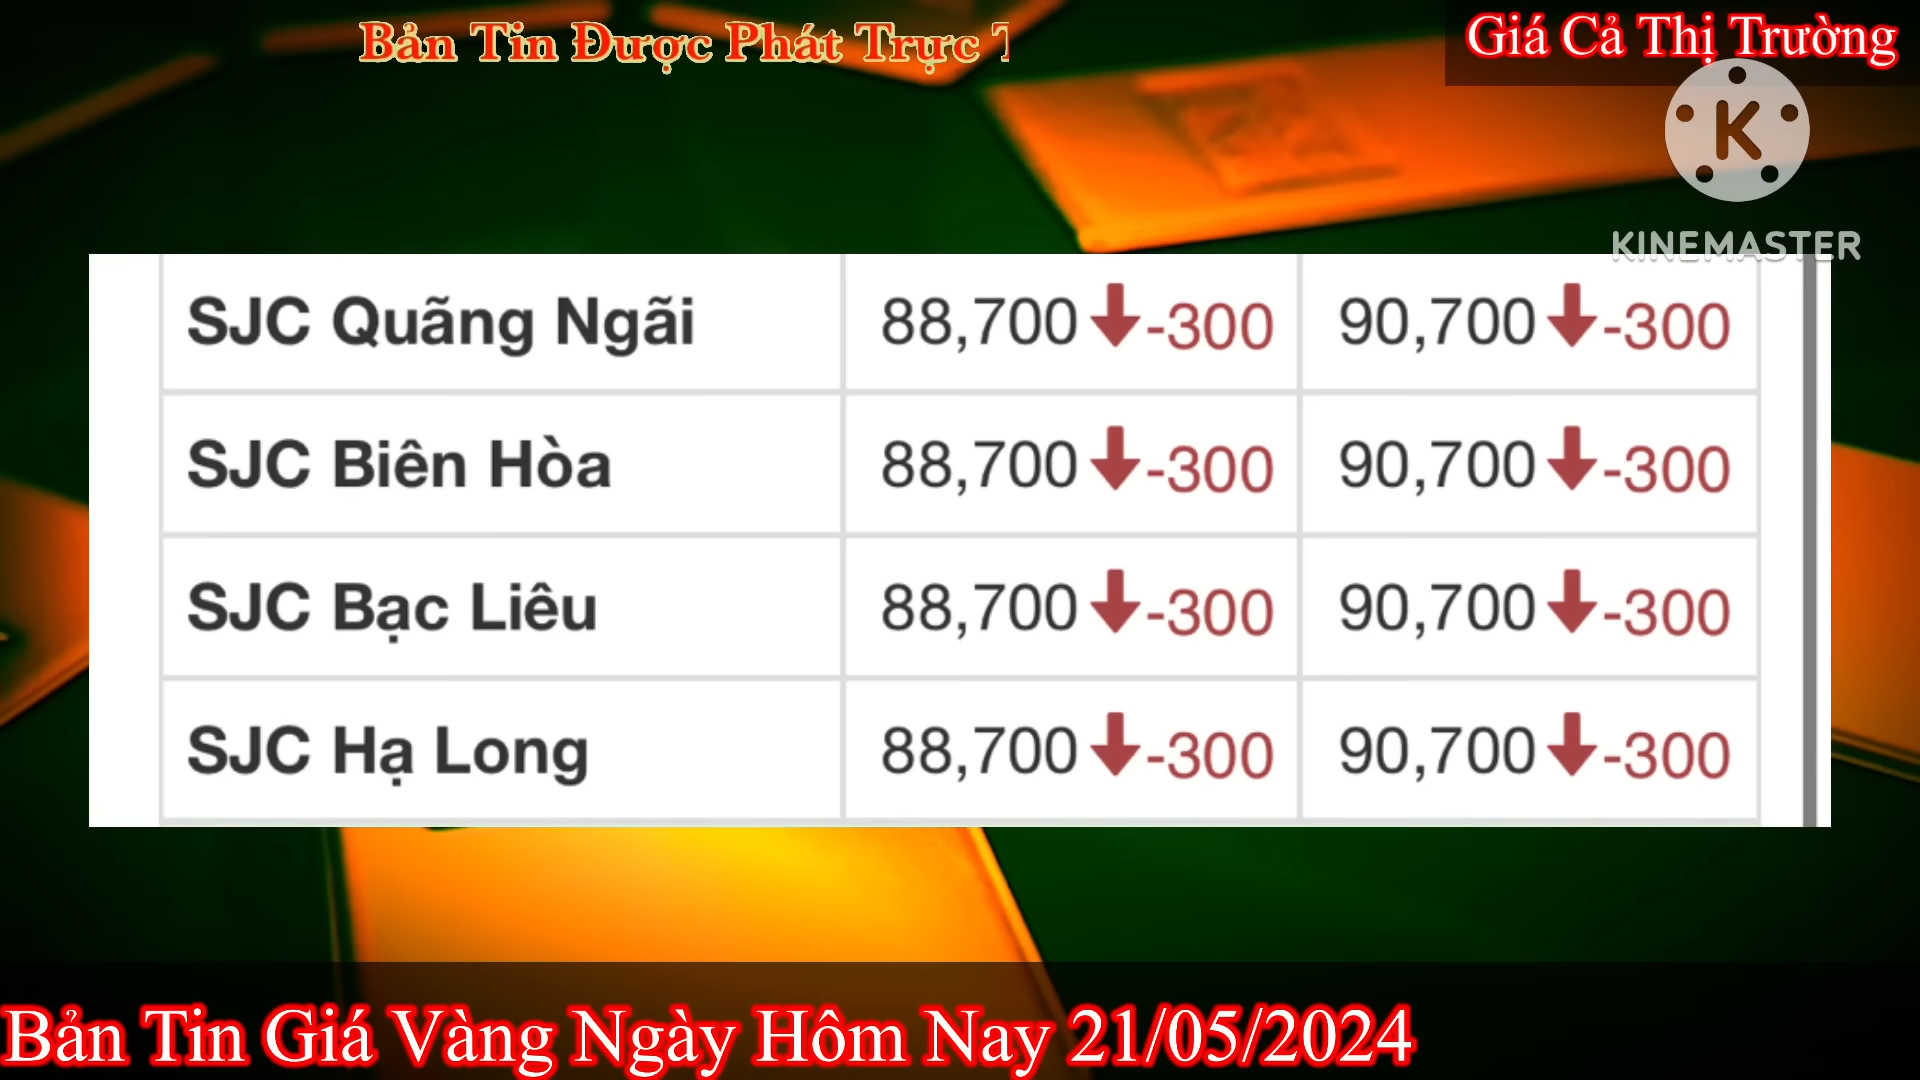 Bản Tin Được Phát Trực T
Giá Cả Thị Trường
K
KINEMASTER
SJC Quãng Ngãi 88,700 -300 90,700 -300
SJC Biên Hòa 88,700 -300 90,700 -300
SJC Bạc Liêu 88,700 -300 90,700 -300
SJC Hạ Long 88,700 -300 90,700 -300
Bản Tin Giá Vàng Ngày Hôm Nay 21/05/2024